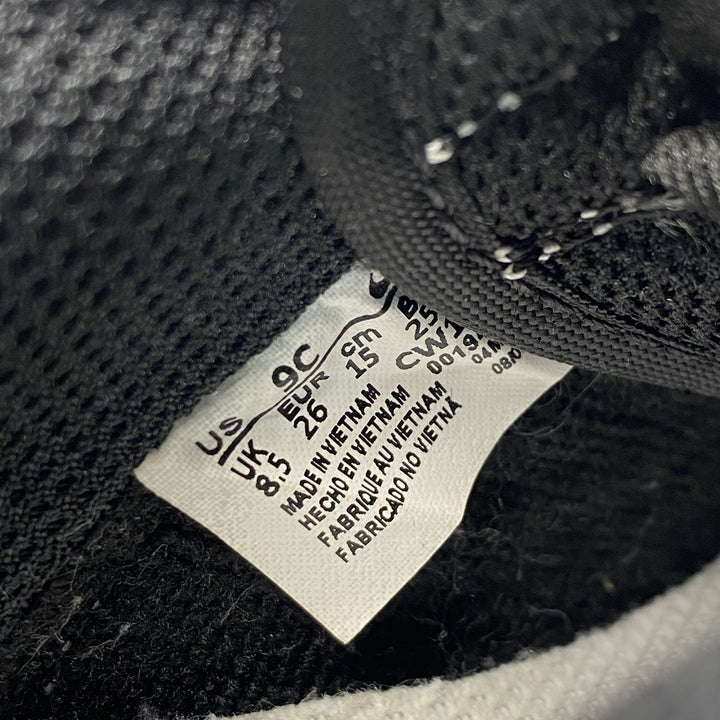 US 9C
UK EUR cm
8.5 26 15 25
MADE IN VIETNAM
HECHO EN VIETNAM
FABRIQUE AU VIETNAM
FABRICADO NO VIETNÃ